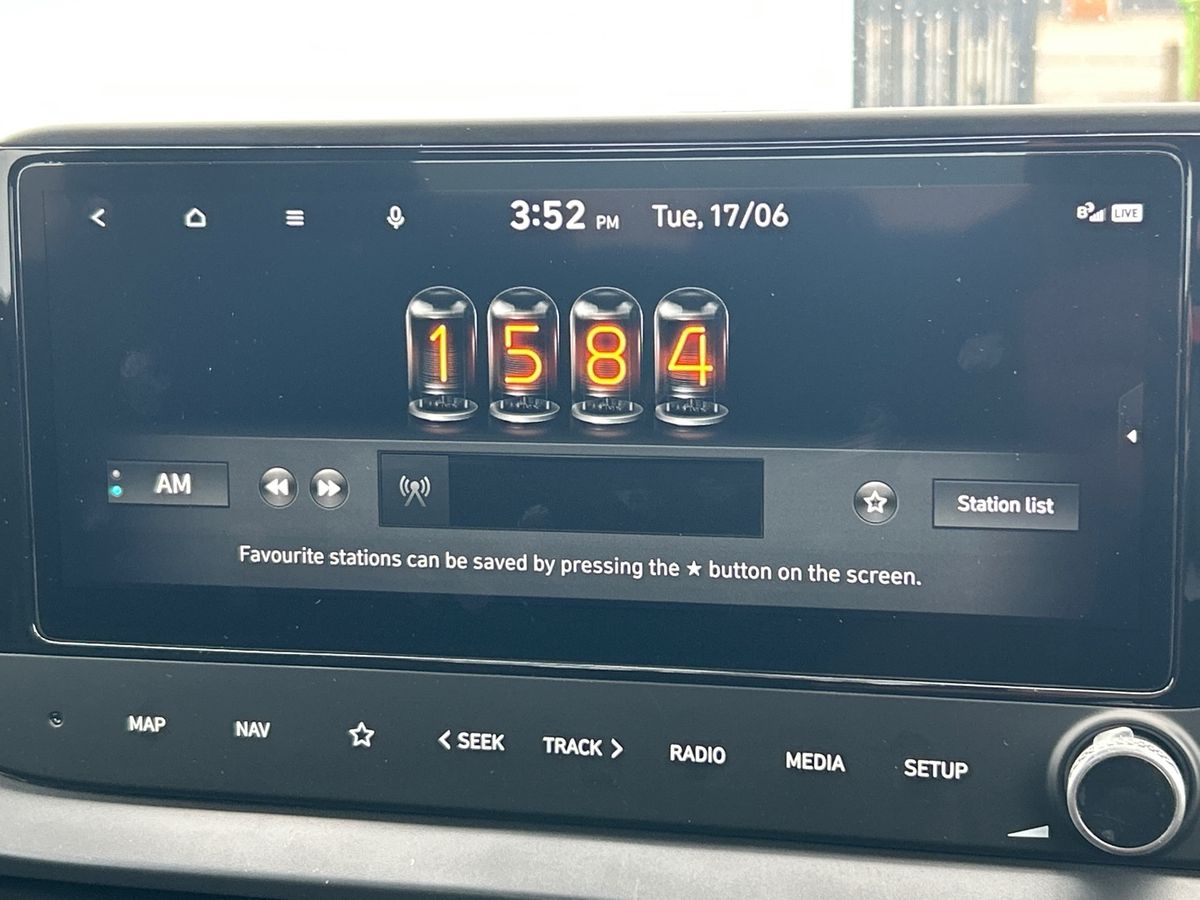 3:52 PM Tue, 17/06 LIVE
1584
AM Station list
Favourite stations can be saved by pressing the ★ button on the screen.
MAP NAV < SEEK TRACK > RADIO MEDIA SETUP